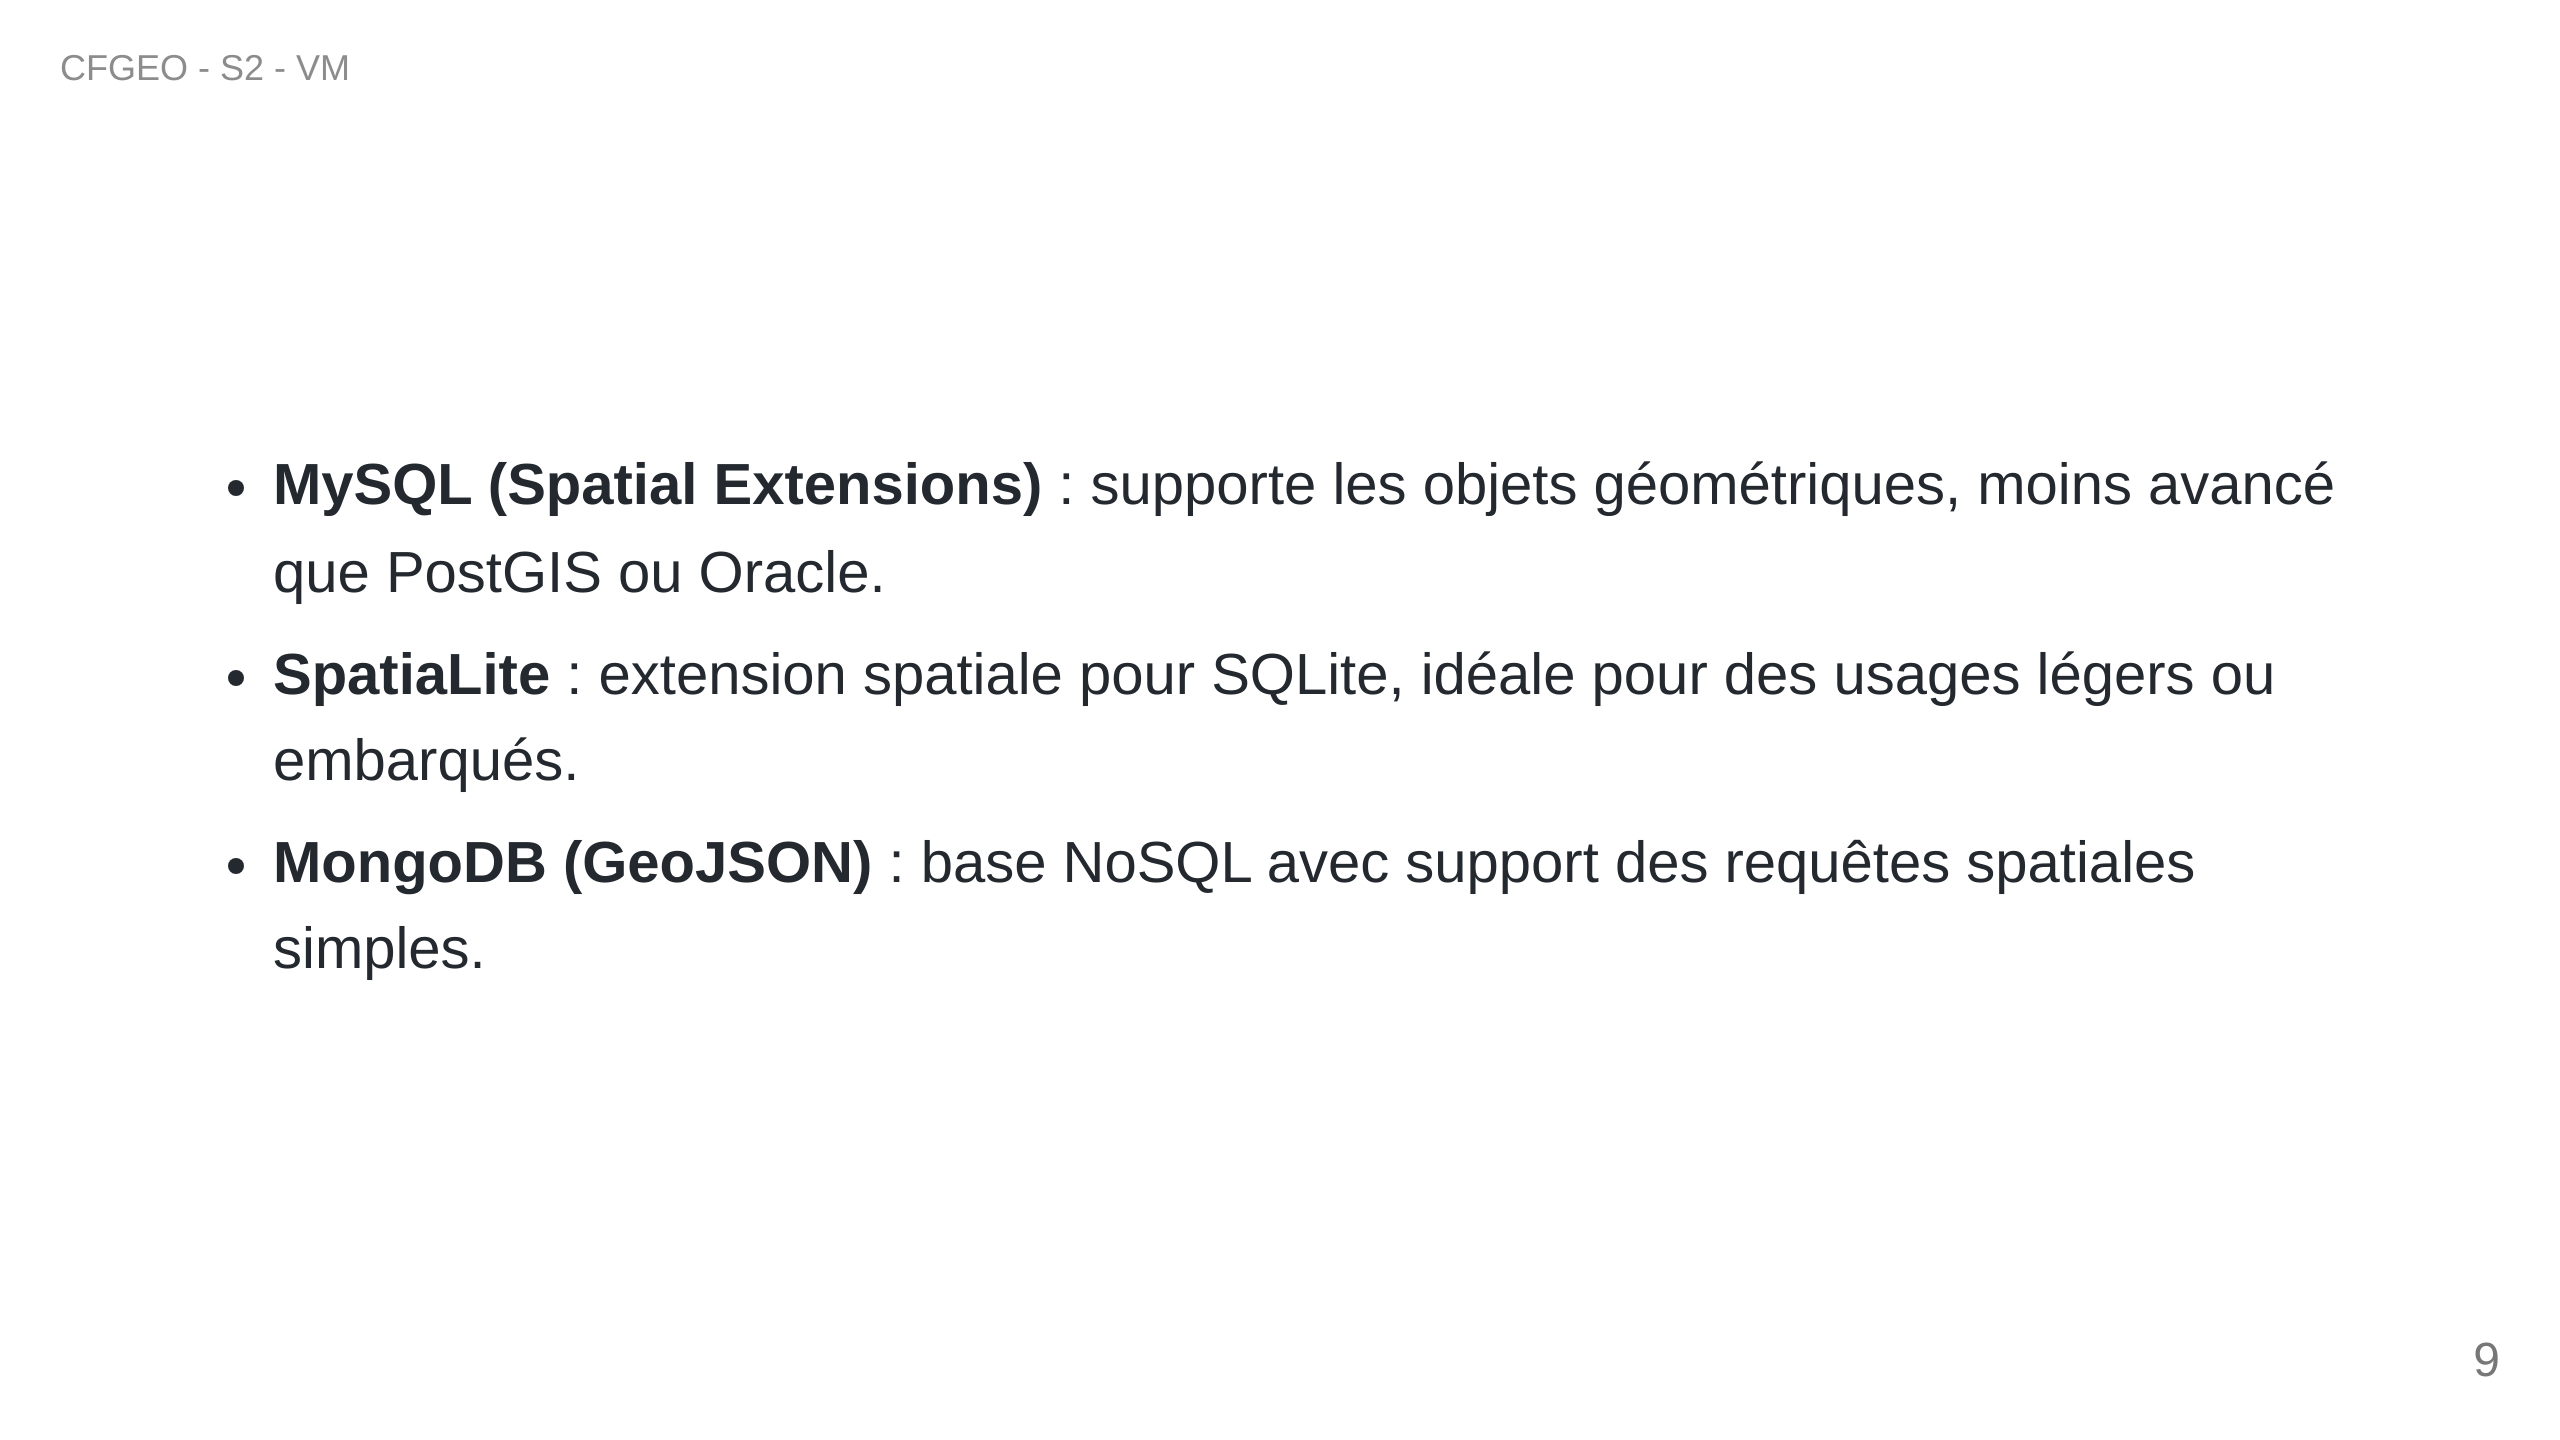 CFGEO - S2 - VM
• MySQL (Spatial Extensions) : supporte les objets géométriques, moins avancé
que PostGIS ou Oracle.
• SpatiaLite : extension spatiale pour SQLite, idéale pour des usages légers ou
embarqués.
• MongoDB (GeoJSON) : base NoSQL avec support des requêtes spatiales
simples.
9